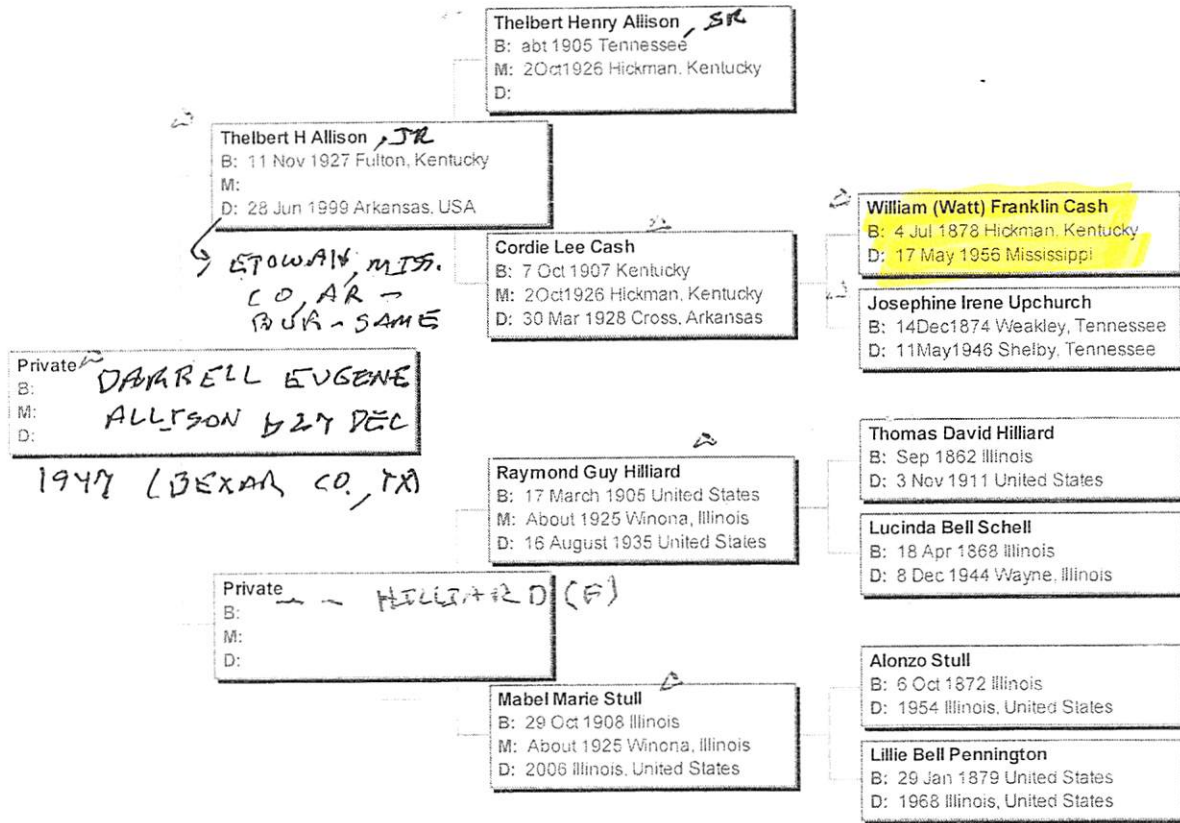 Thelbert Henry Allison, SR
B: abt 1905 Tennessee
M: 2Oct1926 Hickman, Kentucky
D:
Thelbert H Allison, JR
B: 11 Nov 1927 Fulton, Kentucky
M:
D: 28 Jun 1999 Arkansas, USA
ETOWAH, MISS.
CO, AR -
BUR - SAME
Cordie Lee Cash
B: 7 Oct 1907 Kentucky
M: 2Oct1926 Hickman, Kentucky
D: 30 Mar 1928 Cross, Arkansas
William (Watt) Franklin Cash
B: 4 Jul 1878 Hickman, Kentucky
D: 17 May 1956 Mississippi
Josephine Irene Upchurch
B: 14Dec1874 Weakley, Tennessee
D: 11May1946 Shelby, Tennessee
Private
B: DARRELL EUGENE
M: ALLISON b 27 DEC
D:
1947 (BEXAR CO., TX)
Raymond Guy Hilliard
B: 17 March 1905 United States
M: About 1925 Winona, Illinois
D: 16 August 1935 United States
Thomas David Hilliard
B: Sep 1862 Illinois
D: 3 Nov 1911 United States
Lucinda Bell Schell
B: 18 Apr 1868 Illinois
D: 8 Dec 1944 Wayne, Illinois
Private - - HILLIARD (F)
B:
M:
D:
Mabel Marie Stull
B: 29 Oct 1908 Illinois
M: About 1925 Winona, Illinois
D: 2006 Illinois, United States
Alonzo Stull
B: 6 Oct 1872 Illinois
D: 1954 Illinois, United States
Lillie Bell Pennington
B: 29 Jan 1879 United States
D: 1968 Illinois, United States